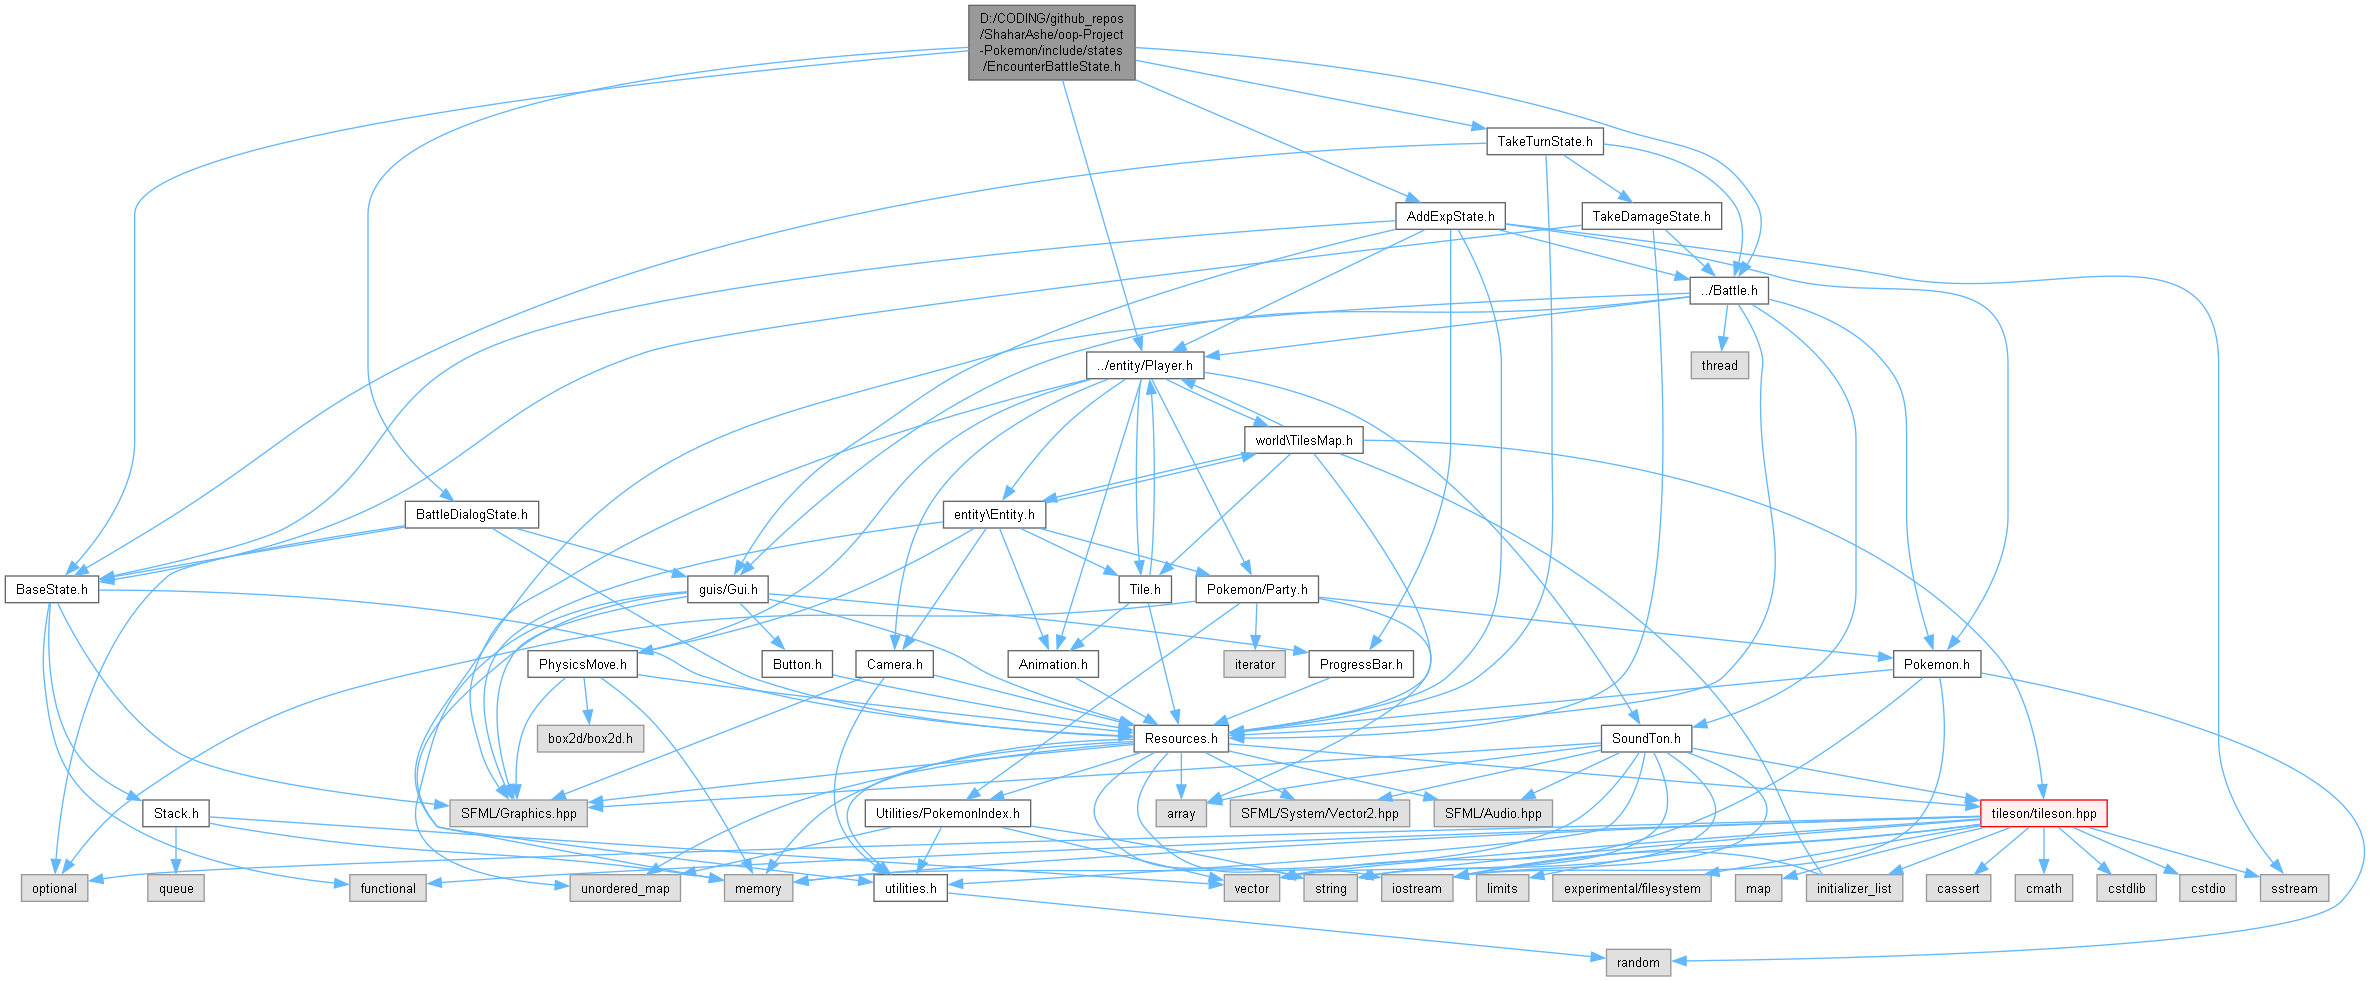 D:/CODING/github_repos
/ShaharAshe/oop-Project
-Pokemon/include/states
/EncounterBattleState.h
TakeTurnState.h
AddExpState.h
TakeDamageState.h
../Battle.h
../entity/Player.h
thread
world\TilesMap.h
BattleDialogState.h
entity\Entity.h
BaseState.h
guis/Gui.h
Tile.h
Pokemon/Party.h
PhysicsMove.h
Button.h
Camera.h
Animation.h
iterator
ProgressBar.h
Pokemon.h
box2d/box2d.h
Resources.h
SoundTon.h
Stack.h
SFML/Graphics.hpp
Utilities/PokemonIndex.h
array
SFML/System/Vector2.hpp
SFML/Audio.hpp
tileson/tileson.hpp
optional
queue
functional
unordered_map
memory
utilities.h
vector
string
iostream
limits
experimental/filesystem
map
initializer_list
cassert
cmath
cstdlib
cstdio
sstream
random